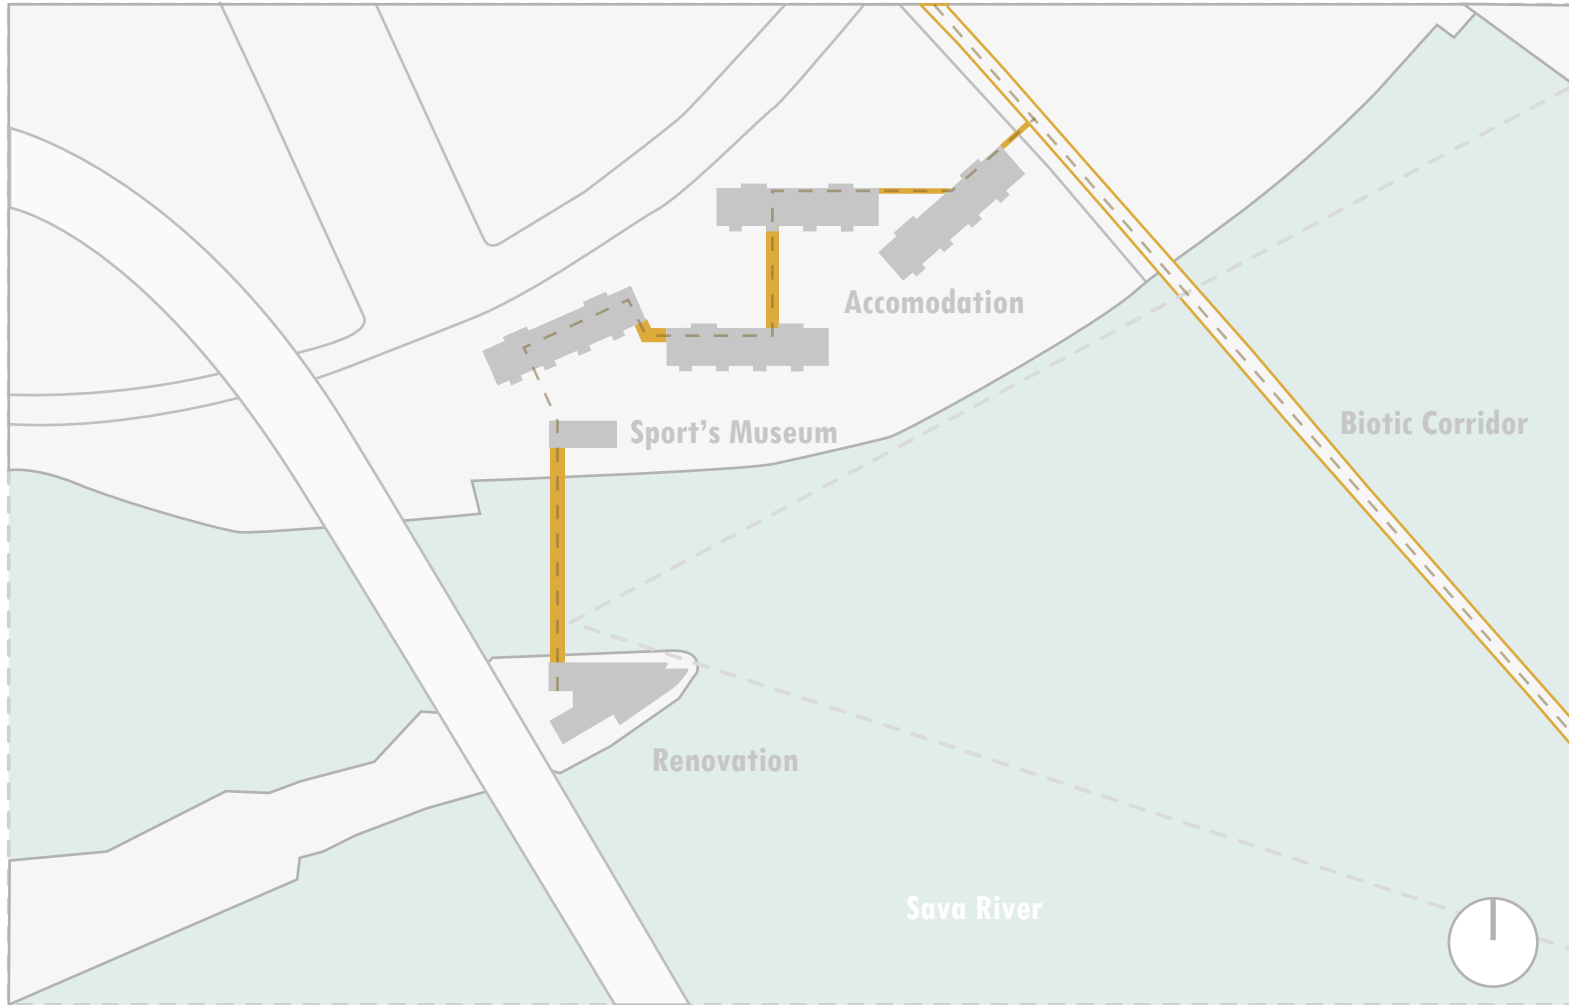 Accomodation
Biotic Corridor
Sport's Museum
Renovation
Sava River